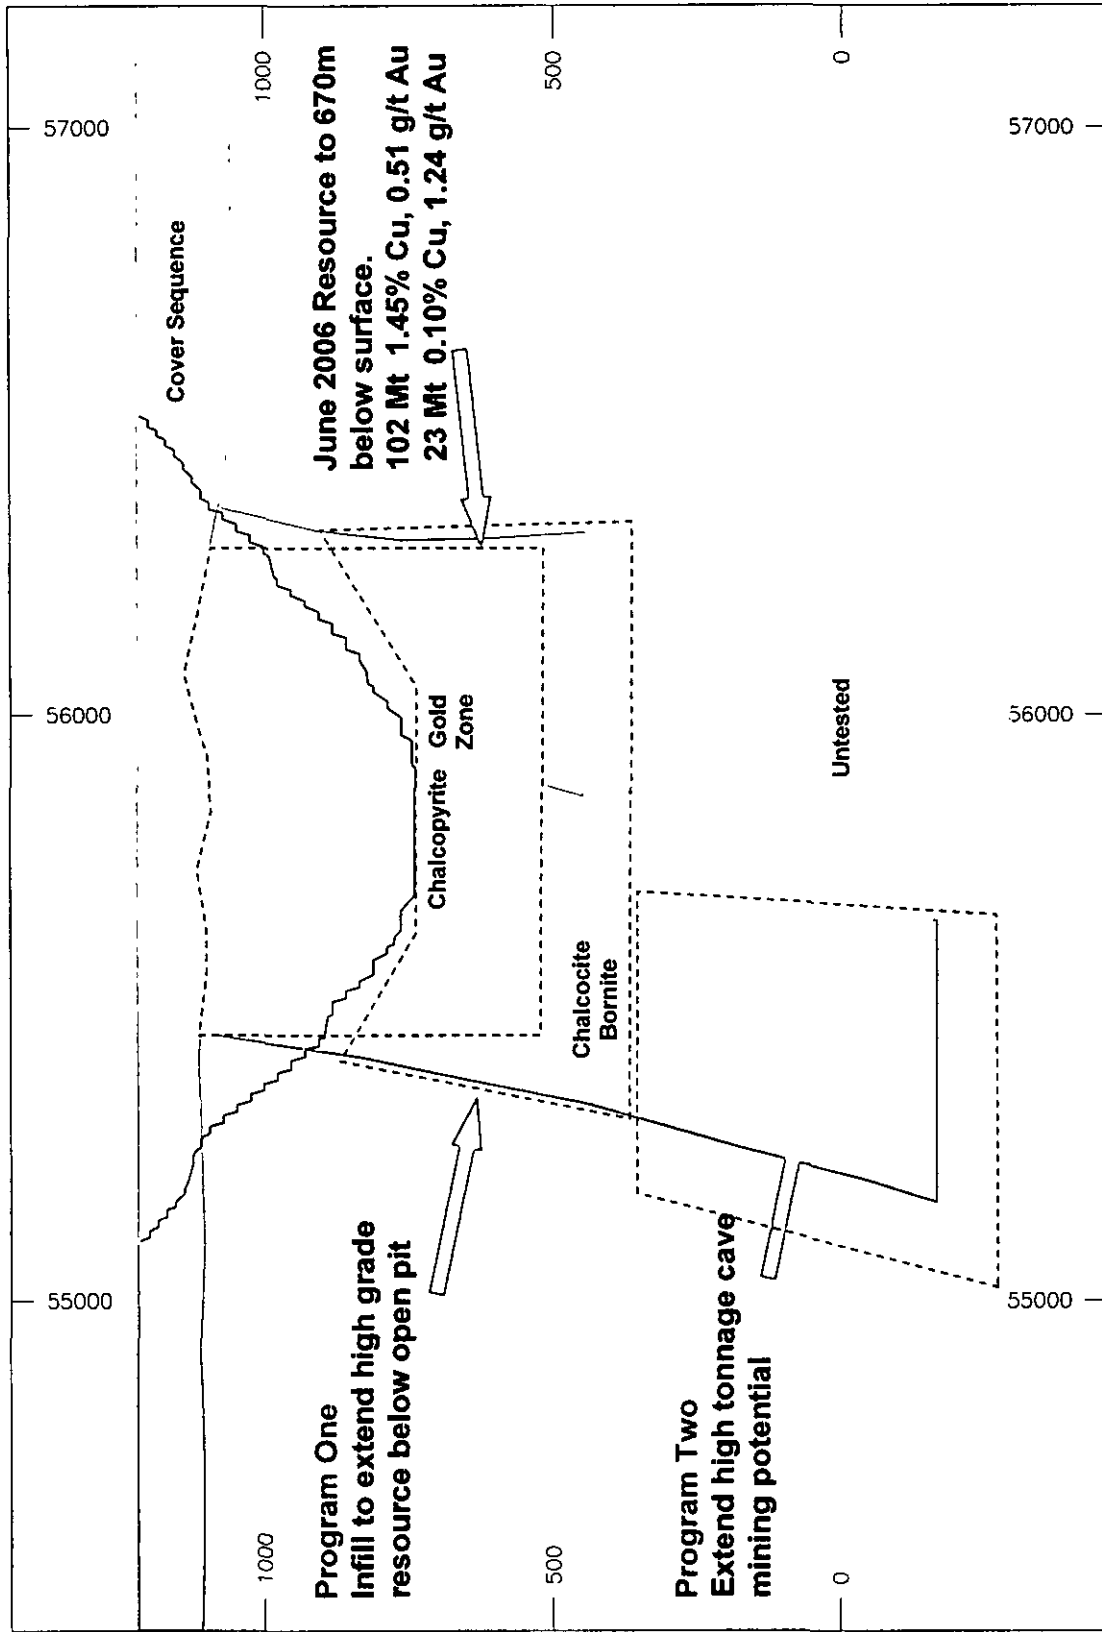 57000
56000
55000
1000
1000
Cover Sequence
June 2006 Resource to 670m
below surface.
102 Mt 1.45% Cu, 0.51 g/t Au
23 Mt 0.10% Cu, 1.24 g/t Au
Program One
Infill to extend high grade
resource below open pit
Chalcopyrite Gold
Zone
500
500
Chalcocite
Bornite
Program Two
Extend high tonnage cave
mining potential
Untested
0
0
55000
56000
57000